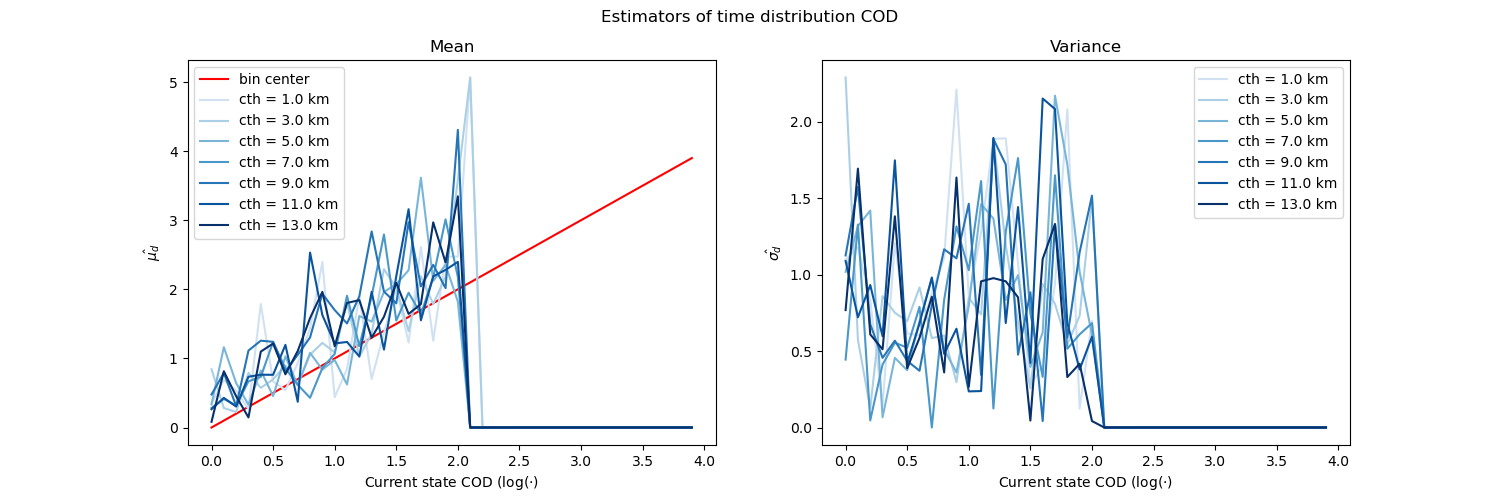 Estimators of time distribution COD
Mean
bin center
cth = 1.0 km
cth = 3.0 km
cth = 5.0 km
cth = 7.0 km
cth = 9.0 km
cth = 11.0 km
cth = 13.0 km
5
4
3
2
1
0
μ̂_d
0.0 0.5 1.0 1.5 2.0 2.5 3.0 3.5 4.0
Current state COD (log(·)
Variance
cth = 1.0 km
cth = 3.0 km
cth = 5.0 km
cth = 7.0 km
cth = 9.0 km
cth = 11.0 km
cth = 13.0 km
2.0
1.5
1.0
0.5
0.0
σ̂_d
0.0 0.5 1.0 1.5 2.0 2.5 3.0 3.5 4.0
Current state COD (log(·)